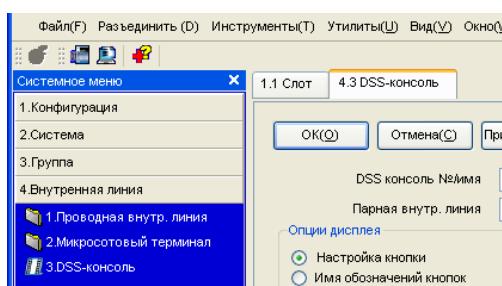 Файл(F) Разъединить (D) Инструменты(T) Утилиты(U) Вид(V) Окно(
Системное меню
1.1 Слот 4.3 DSS-консоль
1.Конфигурация
2.Система
3.Группа
4.Внутренняя линия
1.Проводная внутр. линия
2.Микросотовый терминал
3.DSS-консоль
ОК(O) Отмена(C) При
DSS консоль №/имя
Парная внутр. линия
Опции дисплея
Настройка кнопки
Имя обозначений кнопок